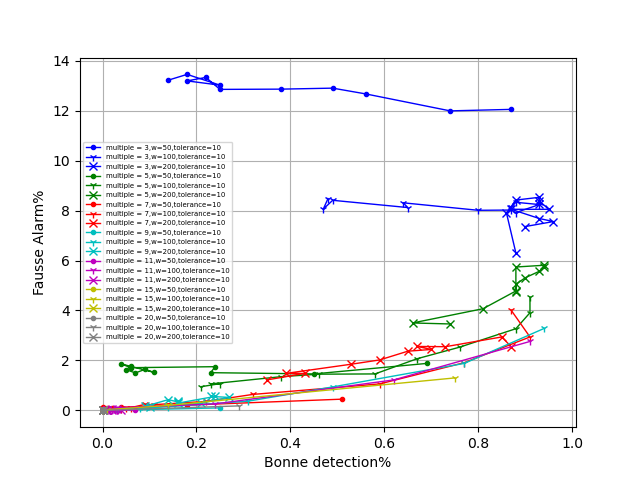 14
12
10
8
6
4
2
0
Fausse Alarm%
multiple = 3,w=50,tolerance=10
multiple = 3,w=100,tolerance=10
multiple = 3,w=200,tolerance=10
multiple = 5,w=50,tolerance=10
multiple = 5,w=100,tolerance=10
multiple = 5,w=200,tolerance=10
multiple = 7,w=50,tolerance=10
multiple = 7,w=100,tolerance=10
multiple = 7,w=200,tolerance=10
multiple = 9,w=50,tolerance=10
multiple = 9,w=100,tolerance=10
multiple = 9,w=200,tolerance=10
multiple = 11,w=50,tolerance=10
multiple = 11,w=100,tolerance=10
multiple = 11,w=200,tolerance=10
multiple = 15,w=50,tolerance=10
multiple = 15,w=100,tolerance=10
multiple = 15,w=200,tolerance=10
multiple = 20,w=50,tolerance=10
multiple = 20,w=100,tolerance=10
multiple = 20,w=200,tolerance=10
0.0 0.2 0.4 0.6 0.8 1.0
Bonne detection%